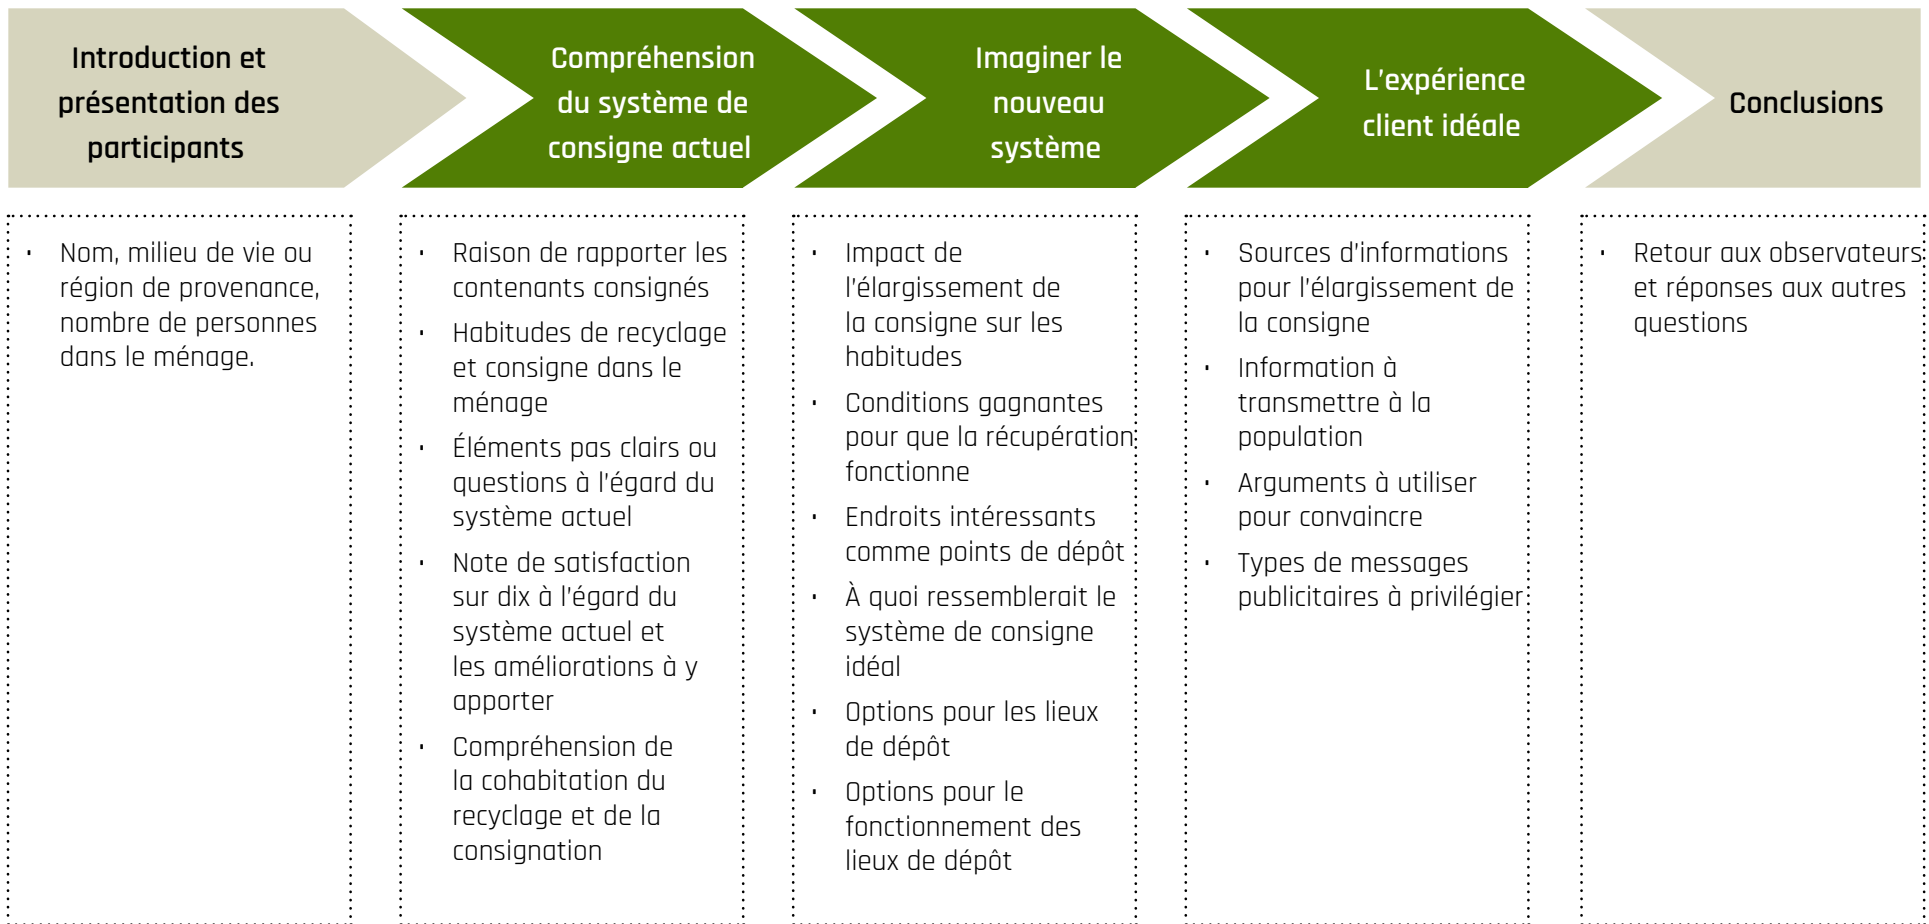 Introduction et
présentation des
participants
Compréhension
du système de
consigne actuel
Imaginer le
nouveau
système
L'expérience
client idéale
Conclusions
· Nom, milieu de vie ou
région de provenance,
nombre de personnes
dans le ménage.
· Raison de rapporter les
contenants consignés
· Habitudes de recyclage
et consigne dans le
ménage
· Éléments pas clairs ou
questions à l'égard du
système actuel
· Note de satisfaction
sur dix à l'égard du
système actuel et
les améliorations à y
apporter
· Compréhension de
la cohabitation du
recyclage et de la
consignation
· Impact de
l'élargissement de
la consigne sur les
habitudes
· Conditions gagnantes
pour que la récupération
fonctionne
· Endroits intéressants
comme points de dépôt
· À quoi ressemblerait le
système de consigne
idéal
· Options pour les lieux
de dépôt
· Options pour le
fonctionnement des
lieux de dépôt
· Sources d'informations
pour l'élargissement de
la consigne
· Information à
transmettre à la
population
· Arguments à utiliser
pour convaincre
· Types de messages
publicitaires à privilégier
· Retour aux observateurs
et réponses aux autres
questions